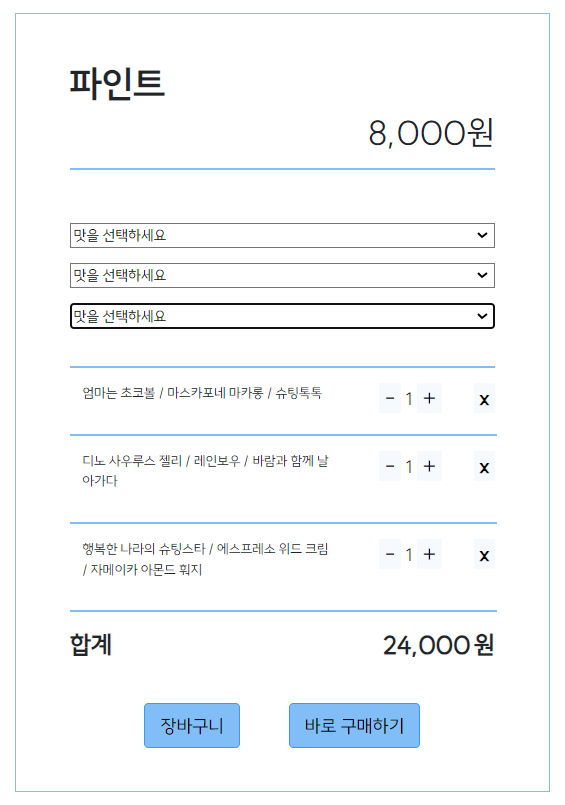 파인트
8,000원
맛을 선택하세요
맛을 선택하세요
맛을 선택하세요
엄마는 초코볼 / 마스카포네 마카롱 / 슈팅톡톡 - 1 + x
디노 사우루스 젤리 / 레인보우 / 바람과 함께 날 - 1 + x
아가다
행복한 나라의 슈팅스타 / 에스프레소 위드 크림 - 1 + x
/ 자메이카 아몬드 훠지
합계 24,000원
장바구니 바로 구매하기